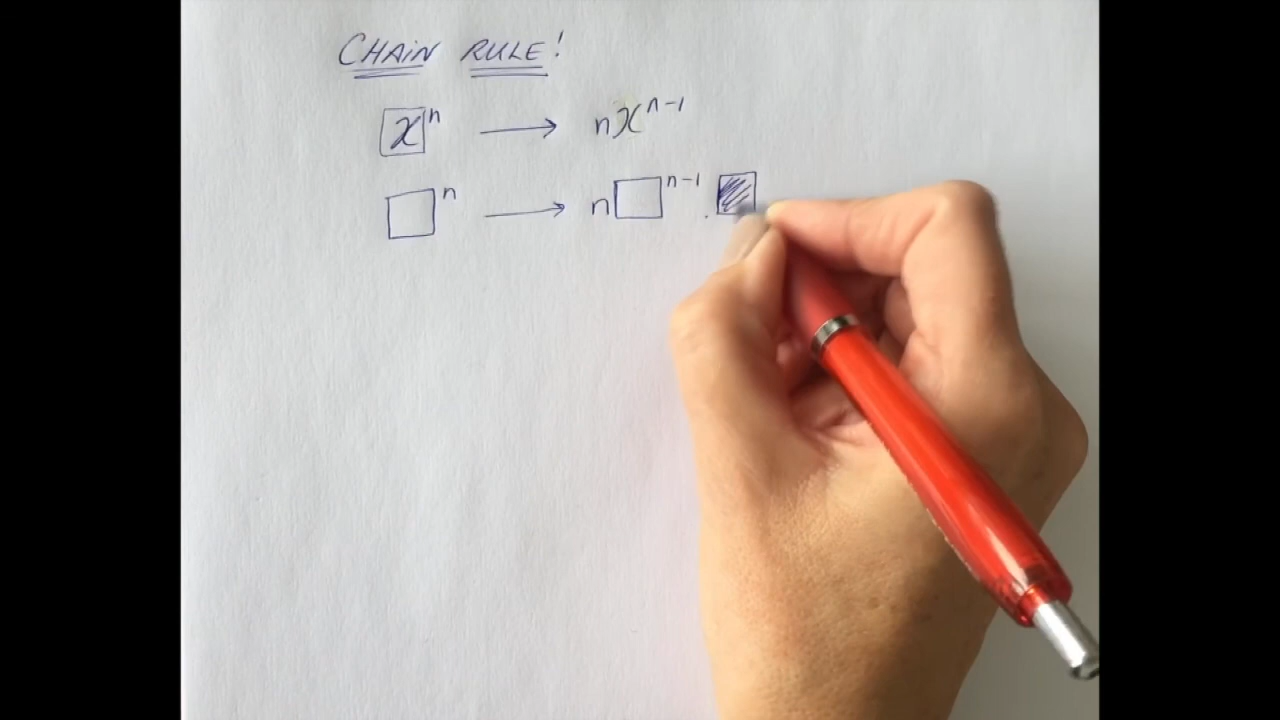 CHAIN RULE!
x^n → nx^{n-1}
□^n → n□^{n-1} . ▨